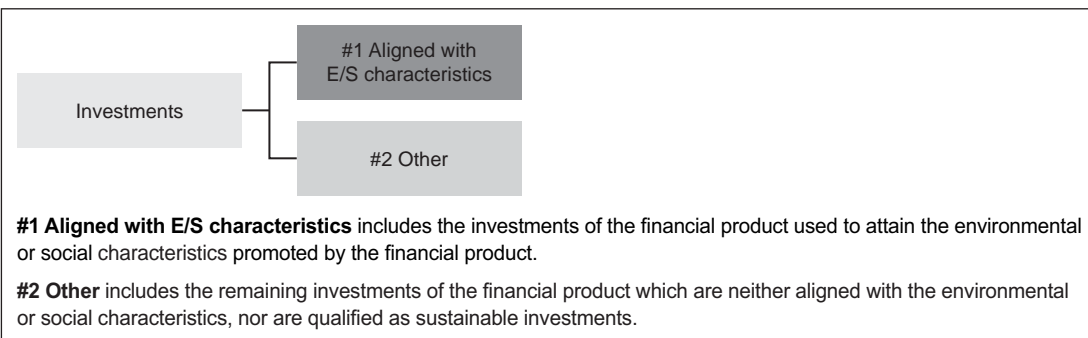 #1 Aligned with
E/S characteristics
Investments
#2 Other
#1 Aligned with E/S characteristics includes the investments of the financial product used to attain the environmental
or social characteristics promoted by the financial product.
#2 Other includes the remaining investments of the financial product which are neither aligned with the environmental
or social characteristics, nor are qualified as sustainable investments.